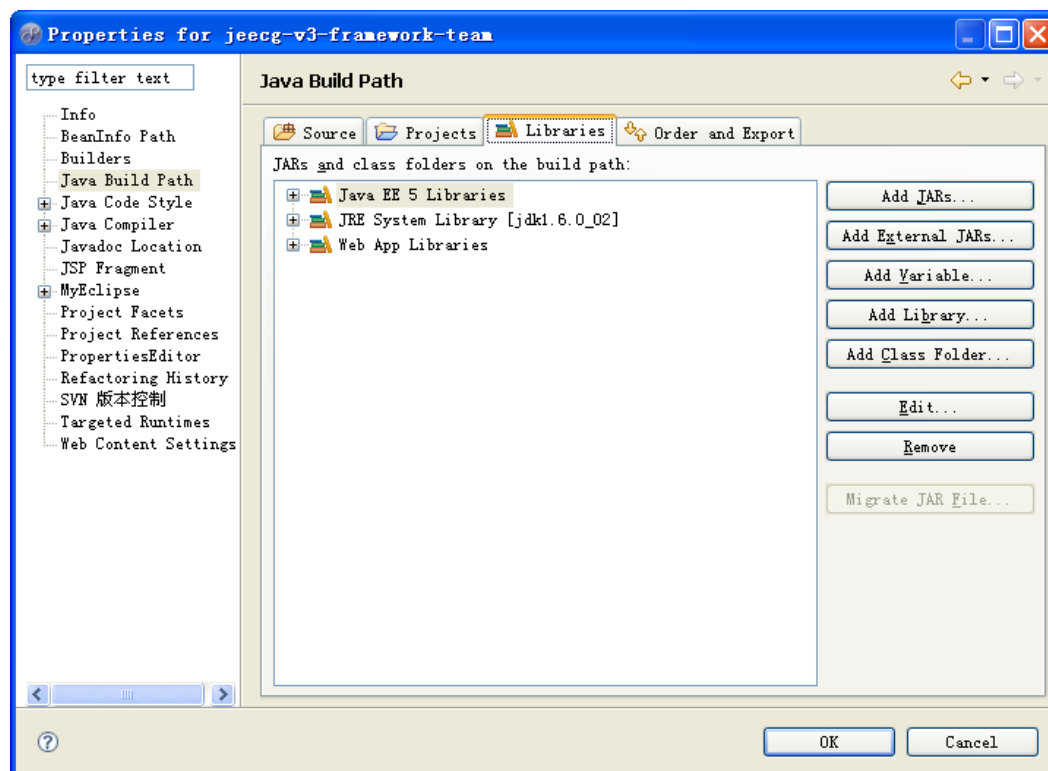 Properties for jeecg-v3-framework-team
type filter text
Info
BeanInfo Path
Builders
Java Build Path
Java Code Style
Java Compiler
Javadoc Location
JSP Fragment
MyEclipse
Project Facets
Project References
PropertiesEditor
Refactoring History
SVN 版本控制
Targeted Runtimes
Web Content Settings
Java Build Path
Source Projects Libraries Order and Export
JARs and class folders on the build path:
Java EE 5 Libraries
JRE System Library [jdk1.6.0_02]
Web App Libraries
Add JARs...
Add External JARs...
Add Variable...
Add Library...
Add Class Folder...
Edit...
Remove
Migrate JAR File...
OK Cancel